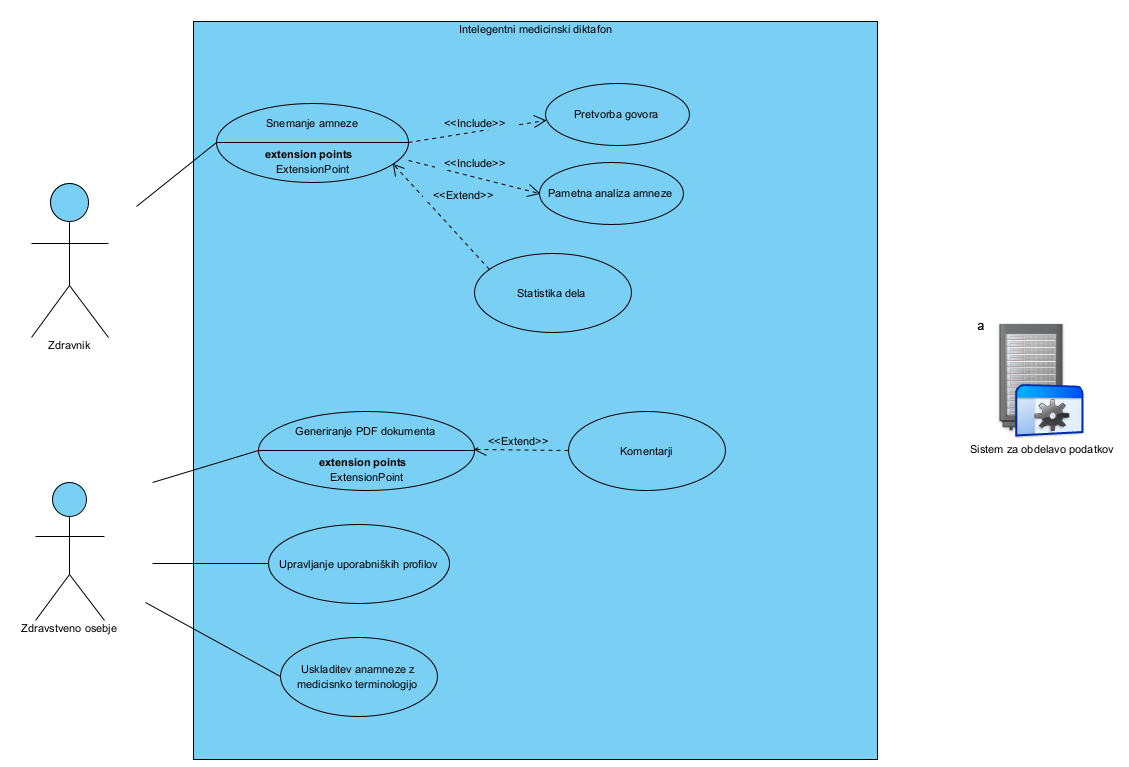 Intelegentni medicinski diktafon
Snemanje amneze
extension points
ExtensionPoint
<<Include>>
Pretvorba govora
<<Include>>
Pametna analiza amneze
<<Extend>>
Statistika dela
Zdravnik
a
Sistem za obdelavo podatkov
Generiranje PDF dokumenta
extension points
ExtensionPoint
<<Extend>>
Komentarji
Upravljanje uporabniških profilov
Zdravstveno osebje
Uskladitev anamneze z
medicisnko terminologijo